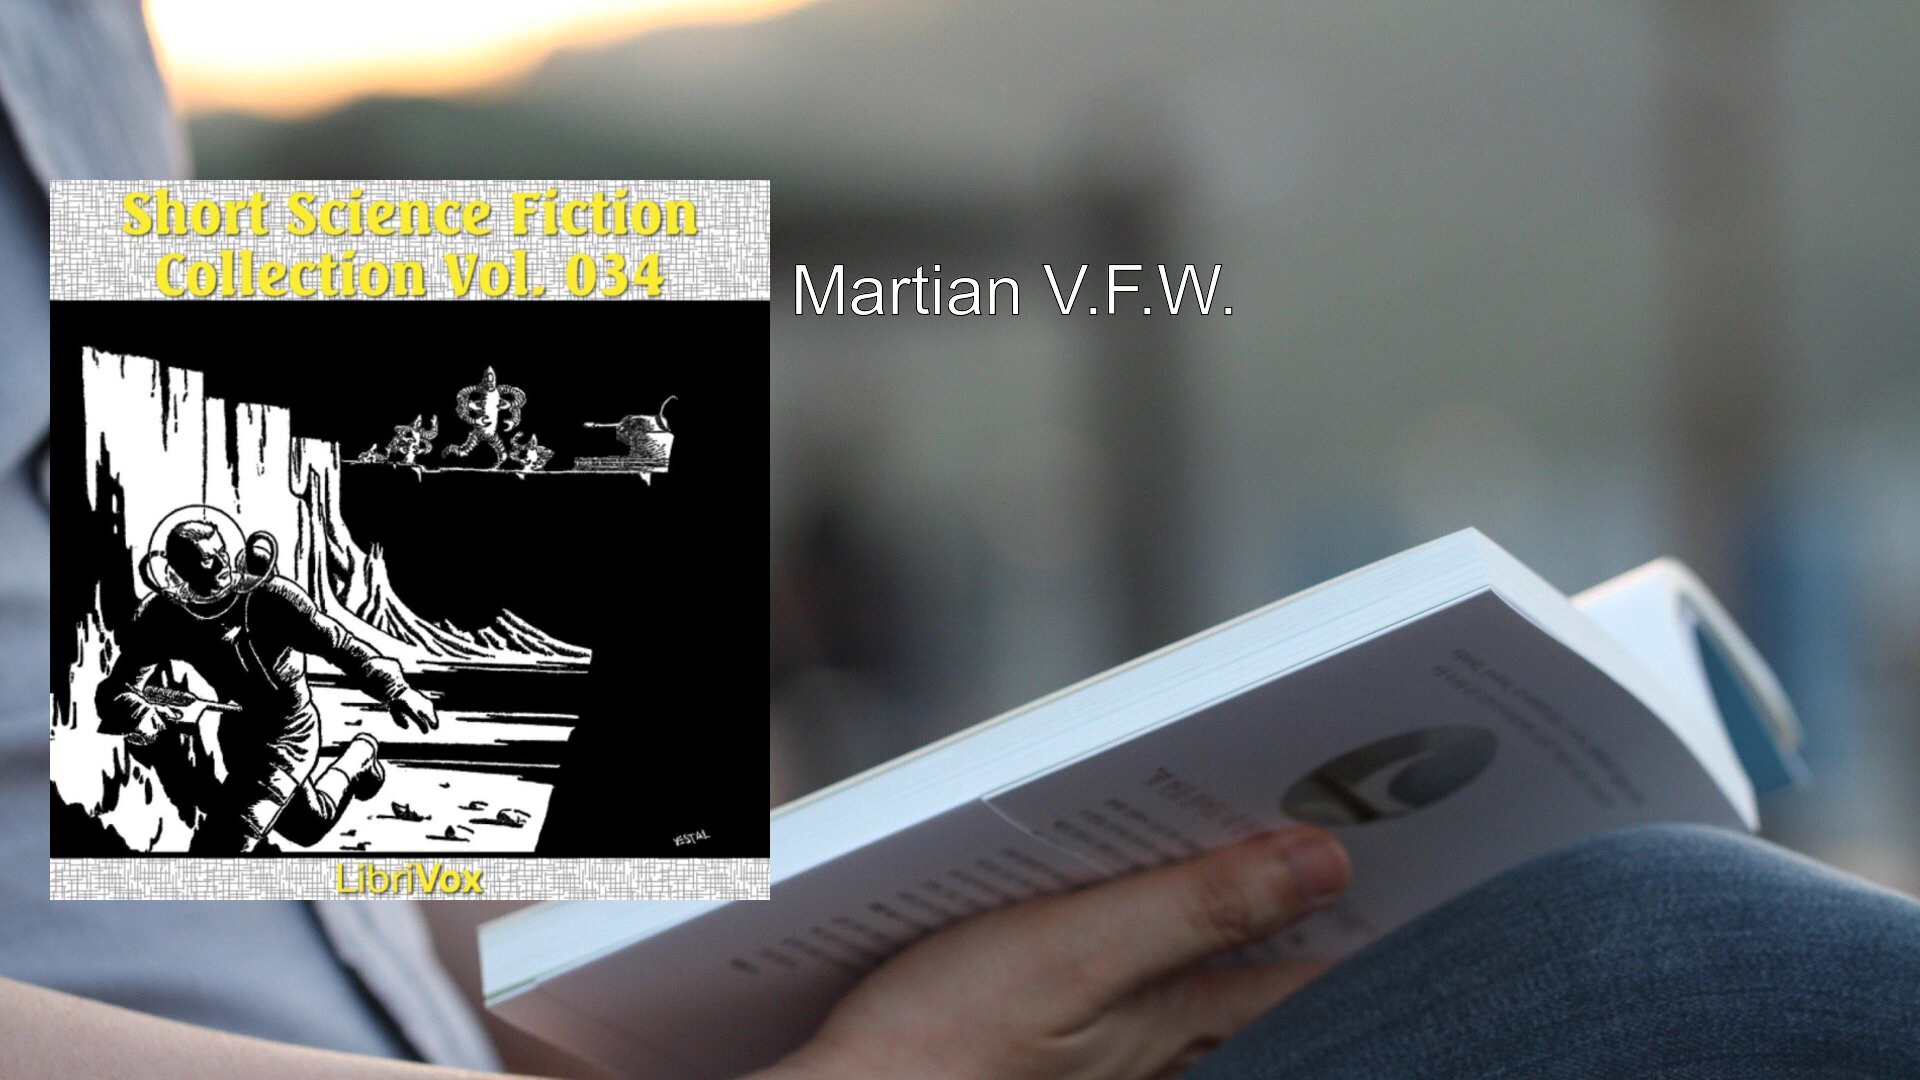 Short Science Fiction
Collection Vol. 034
Martian V.F.W.
VESTAL
LibriVox